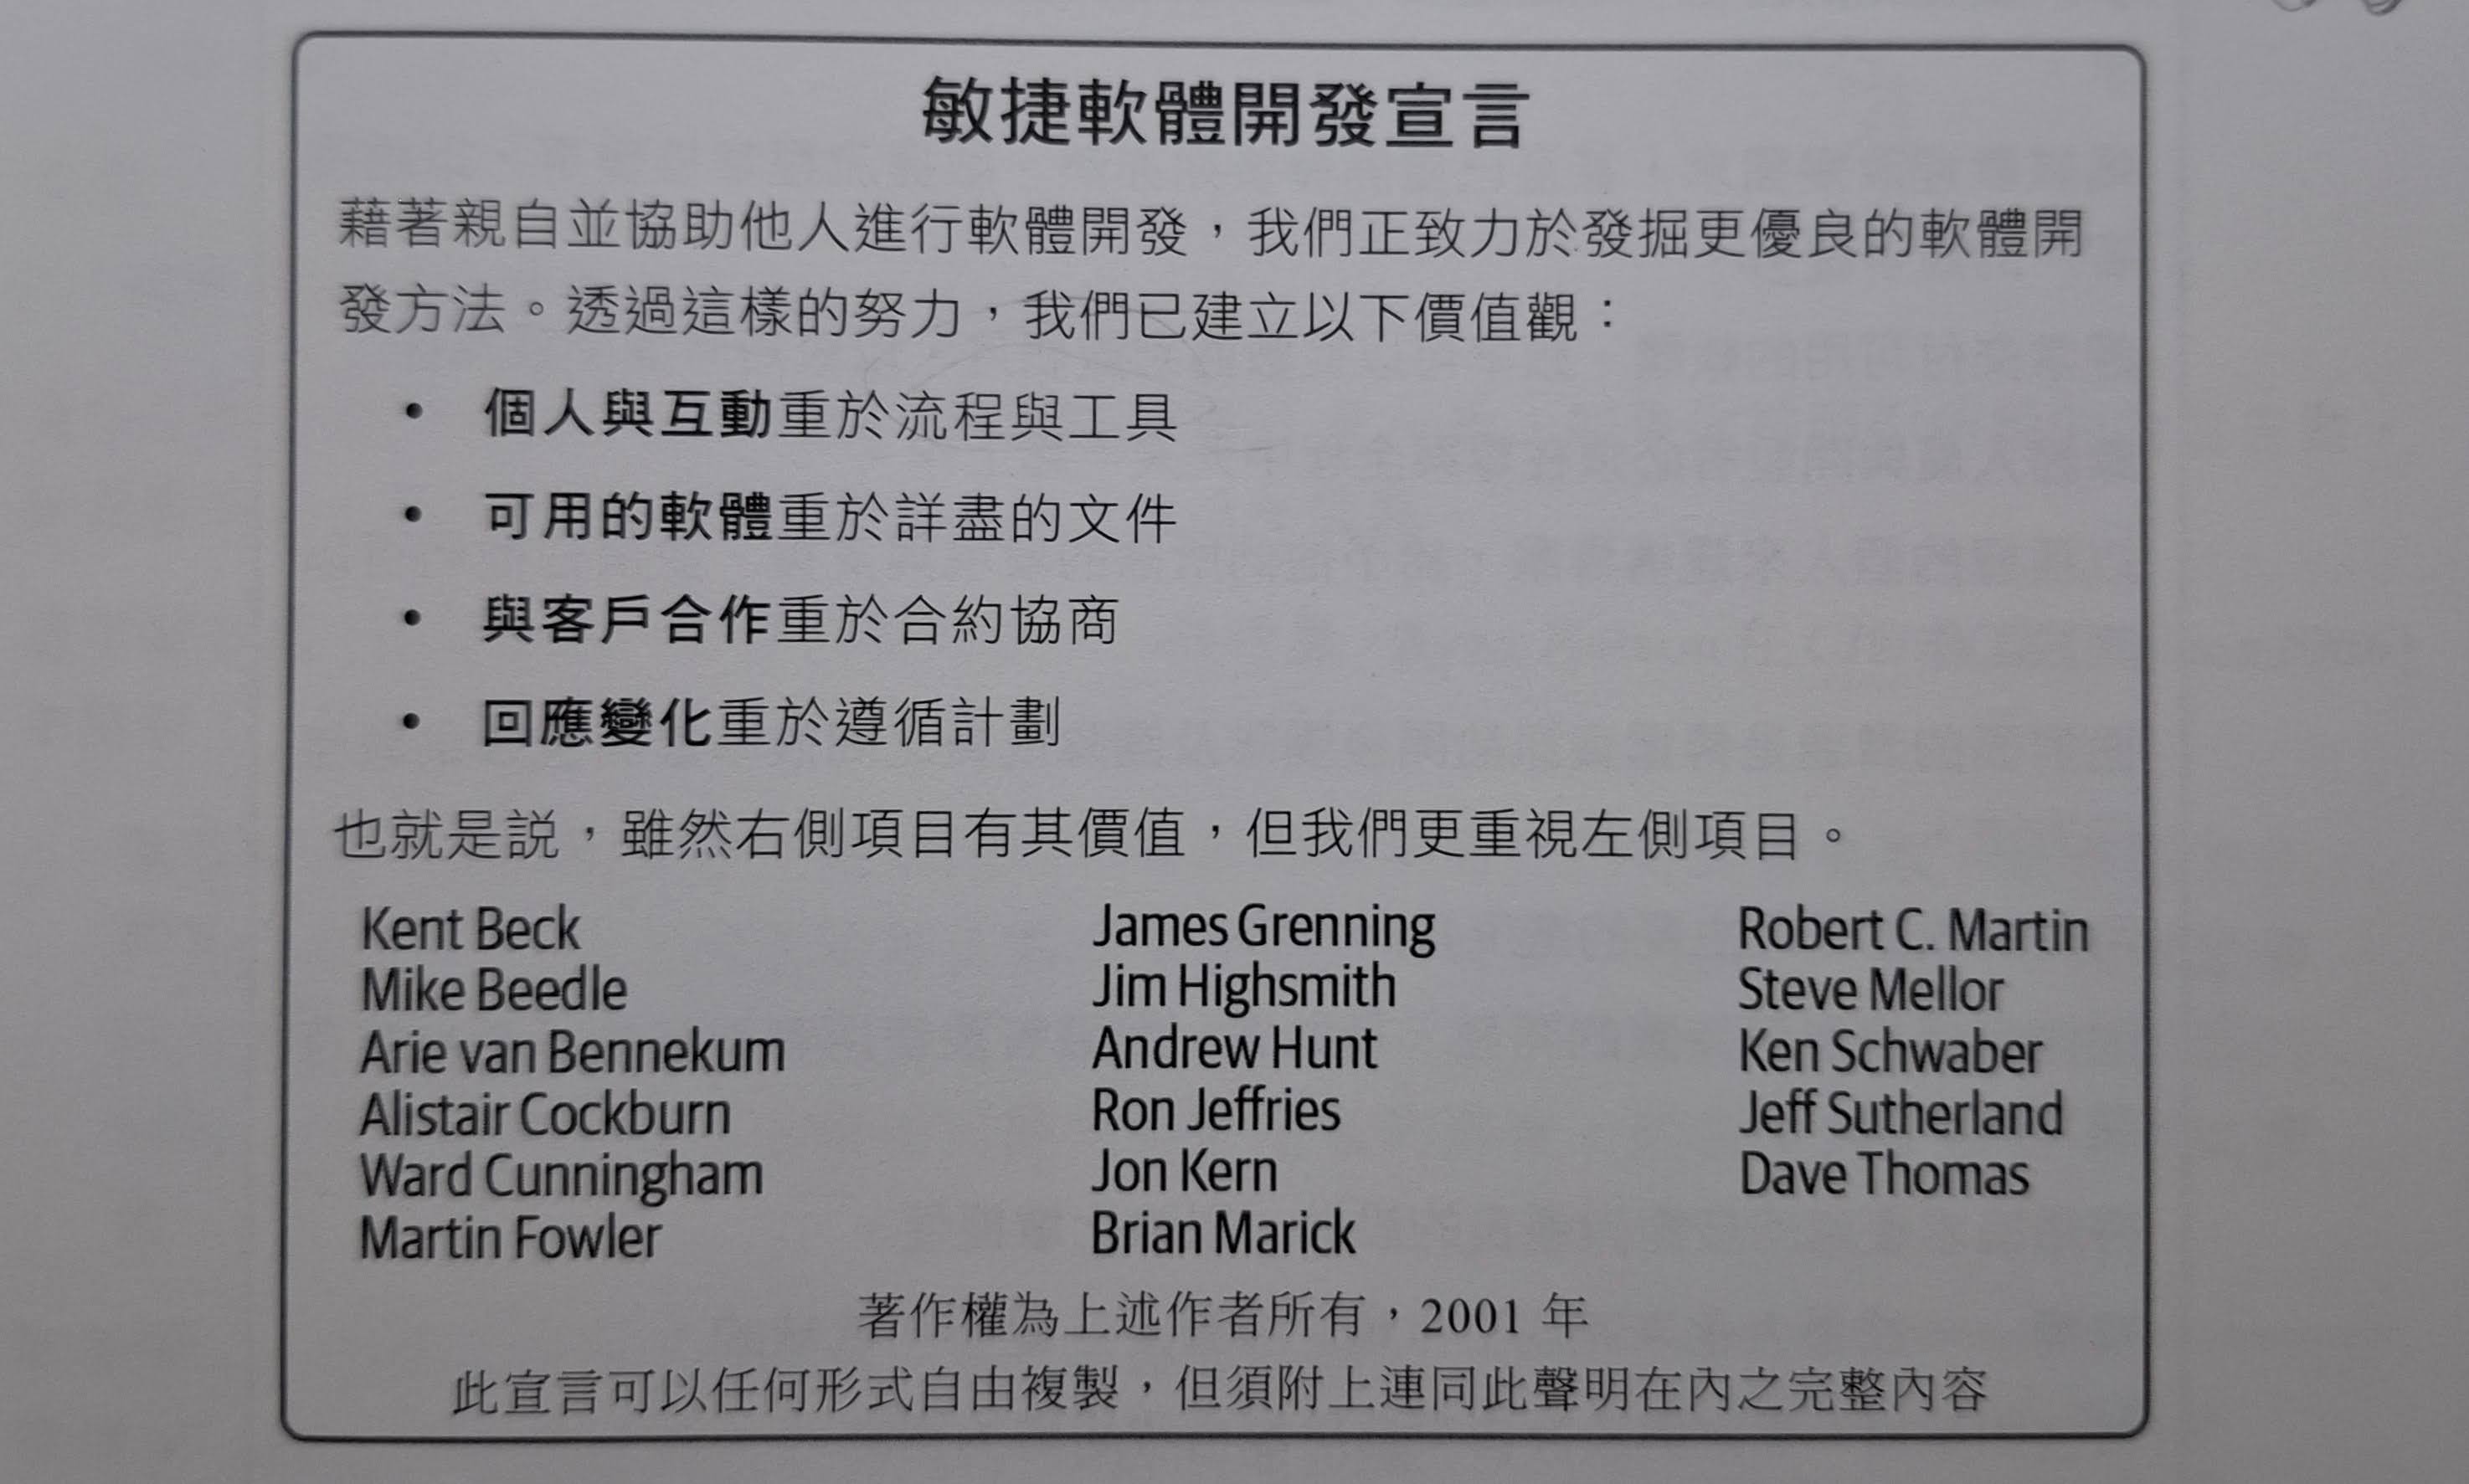 敏捷軟體開發宣言
藉著親自並協助他人進行軟體開發，我們正致力於發掘更優良的軟體開
發方法。透過這樣的努力，我們已建立以下價值觀：
• 個人與互動重於流程與工具
• 可用的軟體重於詳盡的文件
• 與客戶合作重於合約協商
• 回應變化重於遵循計劃
也就是說，雖然右側項目有其價值，但我們更重視左側項目。
Kent Beck
Mike Beedle
Arie van Bennekum
Alistair Cockburn
Ward Cunningham
Martin Fowler
James Grenning
Jim Highsmith
Andrew Hunt
Ron Jeffries
Jon Kern
Brian Marick
Robert C. Martin
Steve Mellor
Ken Schwaber
Jeff Sutherland
Dave Thomas
著作權為上述作者所有，2001 年
此宣言可以任何形式自由複製，但須附上連同此聲明在內之完整內容